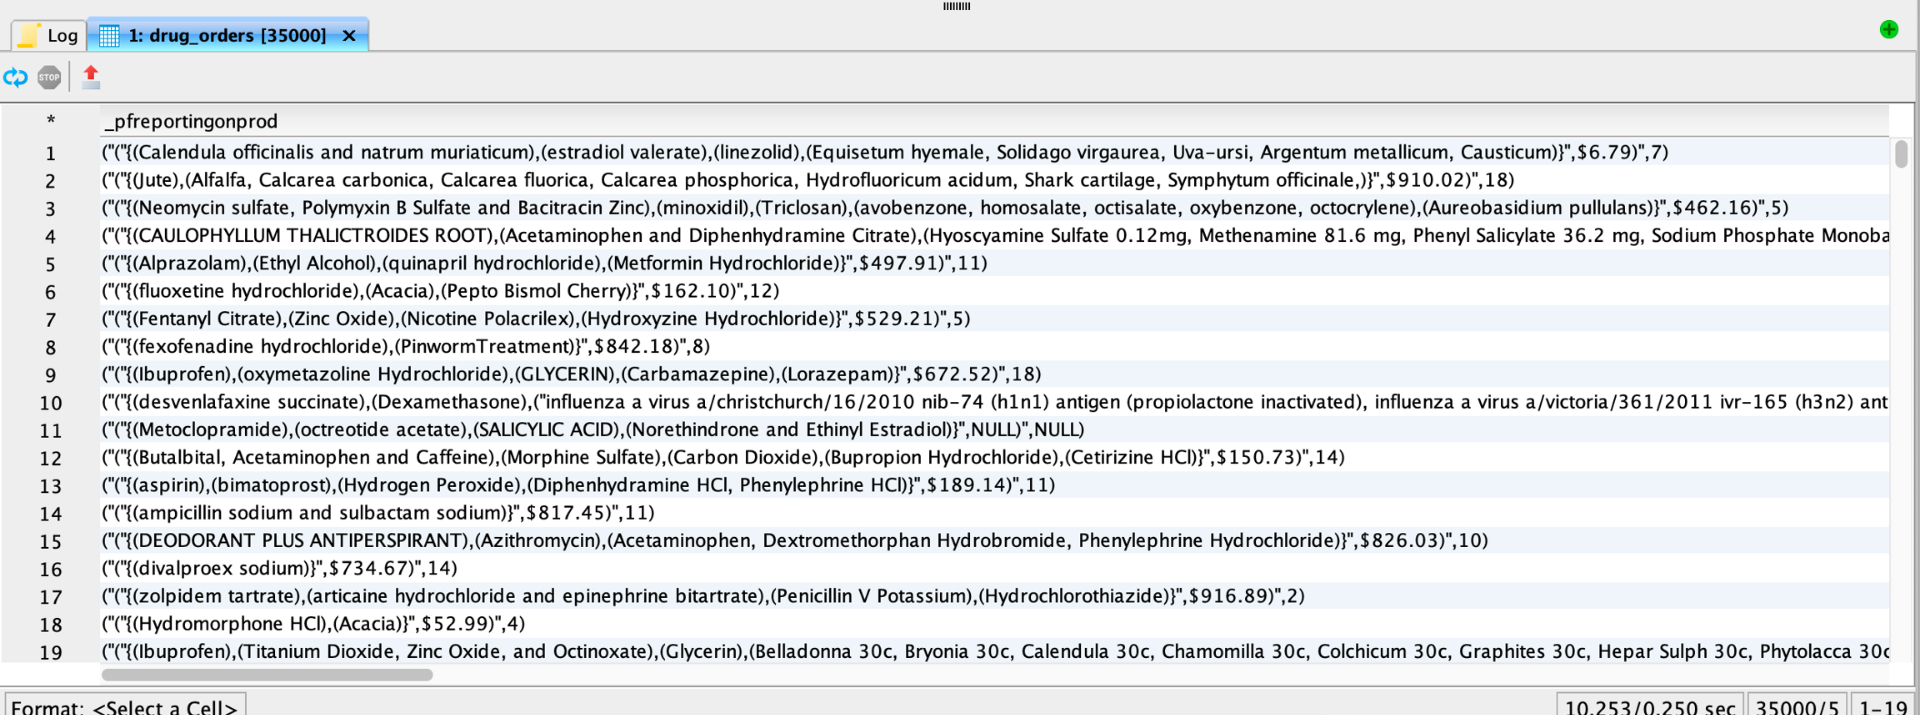 Log
1: drug_orders [35000]
STOP
* _pfreportingonprod
1 ("("{(Calendula officinalis and natrum muriaticum),(estradiol valerate),(linezolid),(Equisetum hyemale, Solidago virgaurea, Uva-ursi, Argentum metallicum, Causticum)}",$6.79)",7)
2 ("("{(Jute),(Alfalfa, Calcarea carbonica, Calcarea fluorica, Calcarea phosphorica, Hydrofluoricum acidum, Shark cartilage, Symphytum officinale,)}",$910.02)",18)
3 ("("{(Neomycin sulfate, Polymyxin B Sulfate and Bacitracin Zinc),(minoxidil),(Triclosan),(avobenzone, homosalate, octisalate, oxybenzone, octocrylene),(Aureobasidium pullulans)}",$462.16)",5)
4 ("("{(CAULOPHYLLUM THALICTROIDES ROOT),(Acetaminophen and Diphenhydramine Citrate),(Hyoscyamine Sulfate 0.12mg, Methenamine 81.6 mg, Phenyl Salicylate 36.2 mg, Sodium Phosphate Monoba
5 ("("{(Alprazolam),(Ethyl Alcohol),(quinapril hydrochloride),(Metformin Hydrochloride)}",$497.91)",11)
6 ("("{(fluoxetine hydrochloride),(Acacia),(Pepto Bismol Cherry)}",$162.10)",12)
7 ("("{(Fentanyl Citrate),(Zinc Oxide),(Nicotine Polacrilex),(Hydroxyzine Hydrochloride)}",$529.21)",5)
8 ("("{(fexofenadine hydrochloride),(PinwormTreatment)}",$842.18)",8)
9 ("("{(Ibuprofen),(oxymetazoline Hydrochloride),(GLYCERIN),(Carbamazepine),(Lorazepam)}",$672.52)",18)
10 ("("{(desvenlafaxine succinate),(Dexamethasone),("influenza a virus a/christchurch/16/2010 nib-74 (h1n1) antigen (propiolactone inactivated), influenza a virus a/victoria/361/2011 ivr-165 (h3n2) ant
11 ("("{(Metoclopramide),(octreotide acetate),(SALICYLIC ACID),(Norethindrone and Ethinyl Estradiol)}",NULL)",NULL)
12 ("("{(Butalbital, Acetaminophen and Caffeine),(Morphine Sulfate),(Carbon Dioxide),(Bupropion Hydrochloride),(Cetirizine HCl)}",$150.73)",14)
13 ("("{(aspirin),(bimatoprost),(Hydrogen Peroxide),(Diphenhydramine HCl, Phenylephrine HCl)}",$189.14)",11)
14 ("("{(ampicillin sodium and sulbactam sodium)}",$817.45)",11)
15 ("("{(DEODORANT PLUS ANTIPERSPIRANT),(Azithromycin),(Acetaminophen, Dextromethorphan Hydrobromide, Phenylephrine Hydrochloride)}",$826.03)",10)
16 ("("{(divalproex sodium)}",$734.67)",14)
17 ("("{(zolpidem tartrate),(articaine hydrochloride and epinephrine bitartrate),(Penicillin V Potassium),(Hydrochlorothiazide)}",$916.89)",2)
18 ("("{(Hydromorphone HCl),(Acacia)}",$52.99)",4)
19 ("("{(Ibuprofen),(Titanium Dioxide, Zinc Oxide, and Octinoxate),(Glycerin),(Belladonna 30c, Bryonia 30c, Calendula 30c, Chamomilla 30c, Colchicum 30c, Graphites 30c, Hepar Sulph 30c, Phytolacca 30c
Format: <Select a Cell> 10.253/0.250 sec 35000/5 1-19